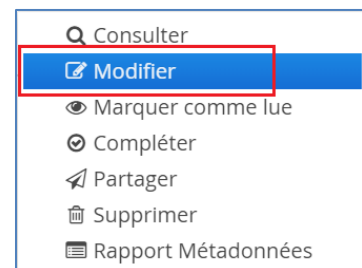 Consulter
Modifier
Marquer comme lue
Compléter
Partager
Supprimer
Rapport Métadonnées